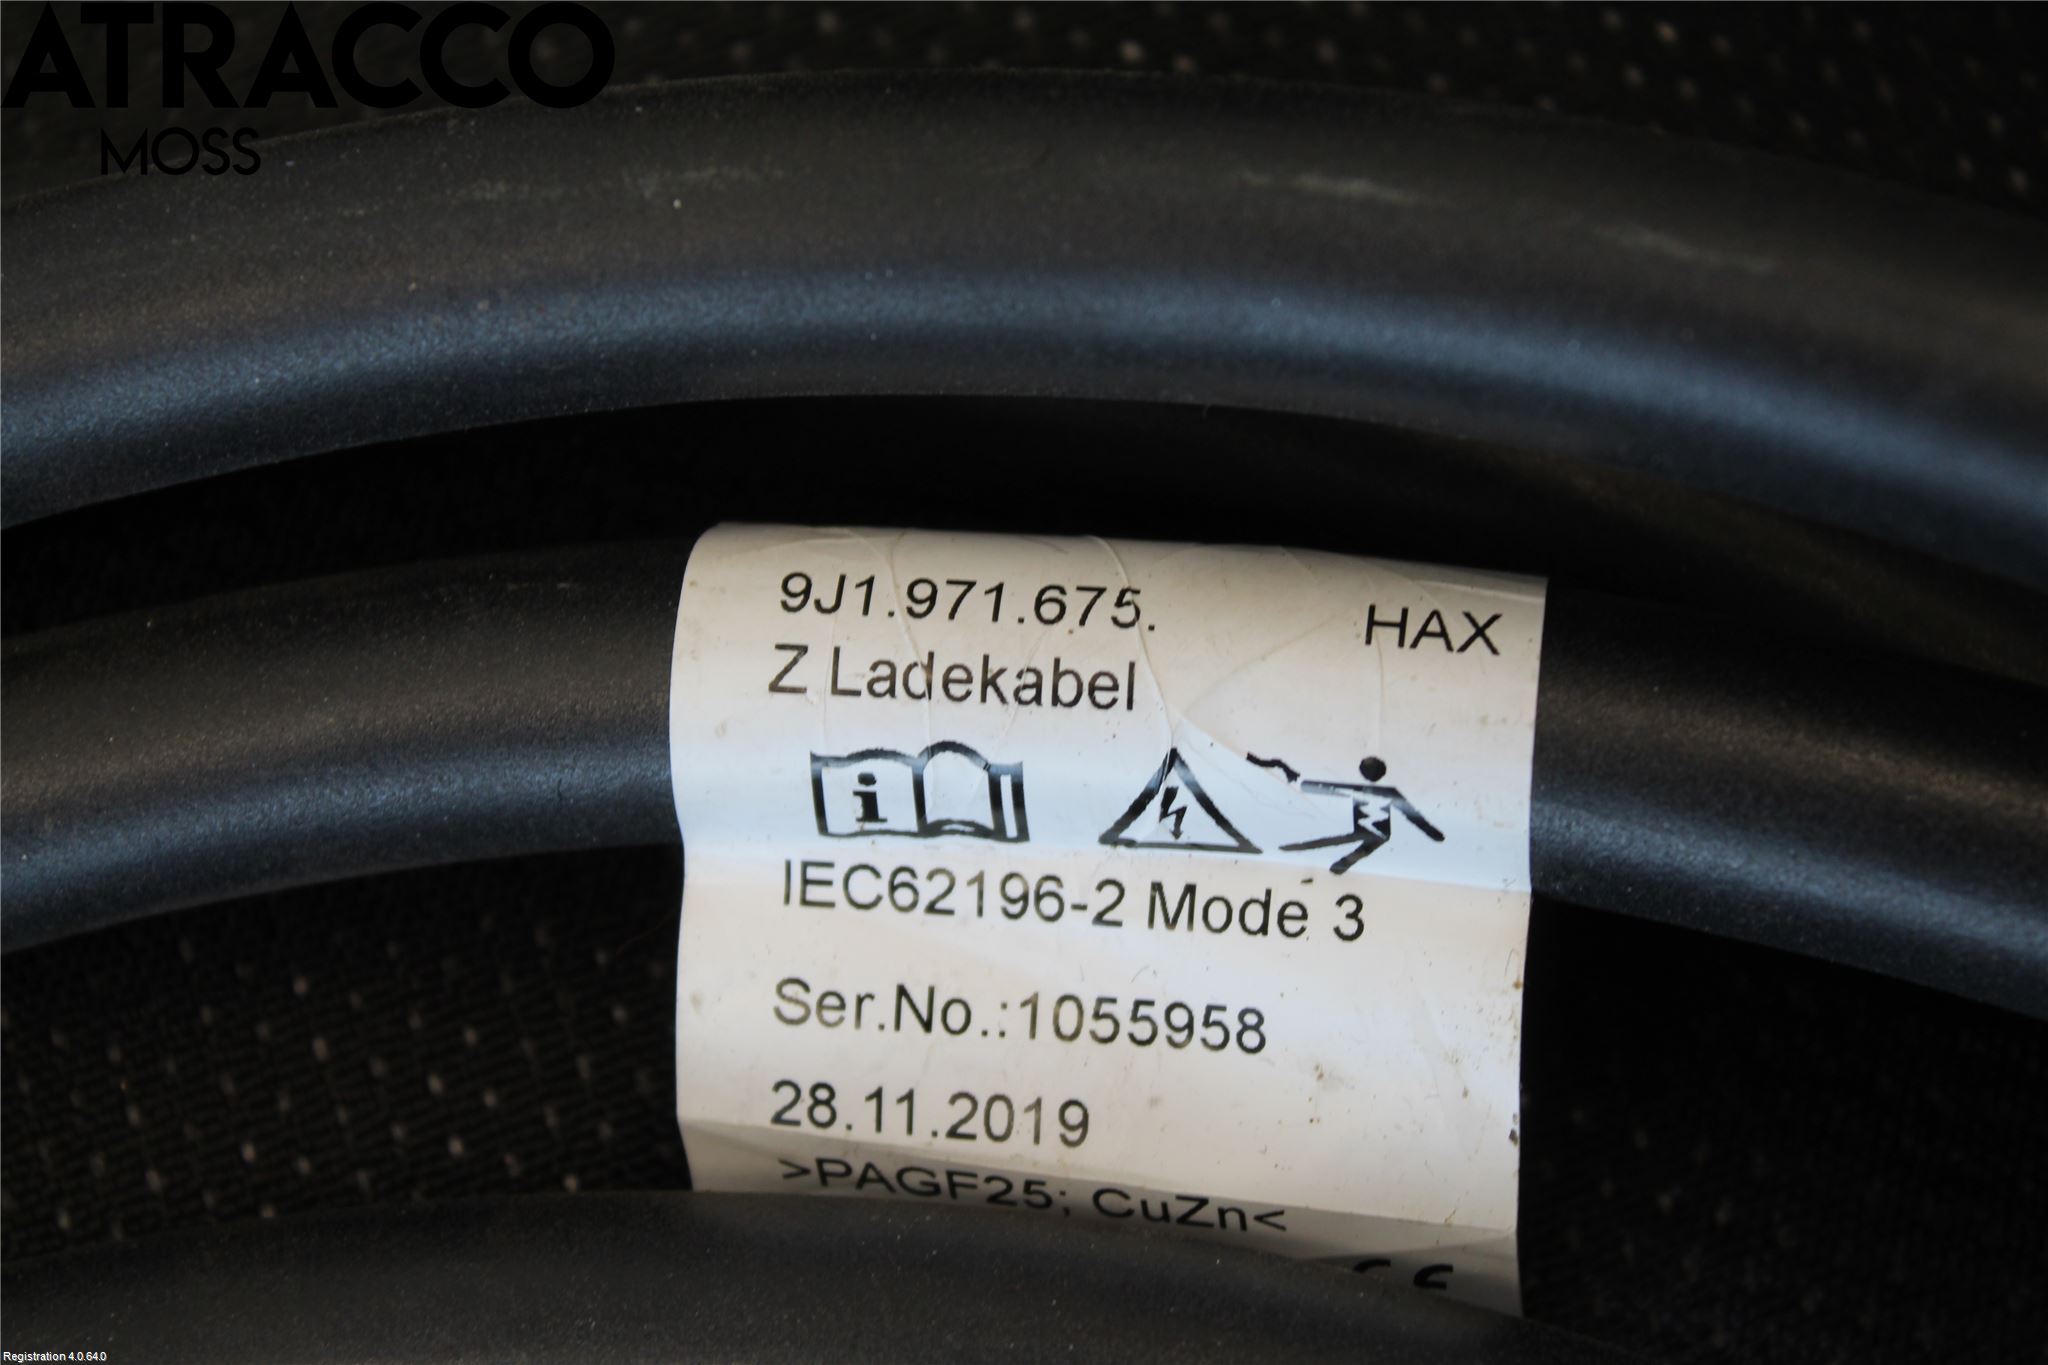 ATRACCO
MOSS
9J1.971.675. HAX
Z Ladekabel
i
IEC62196-2 Mode 3
Ser.No.:1055958
28.11.2019
>PAGF25; CuZn<
Registration 4.0.64.0